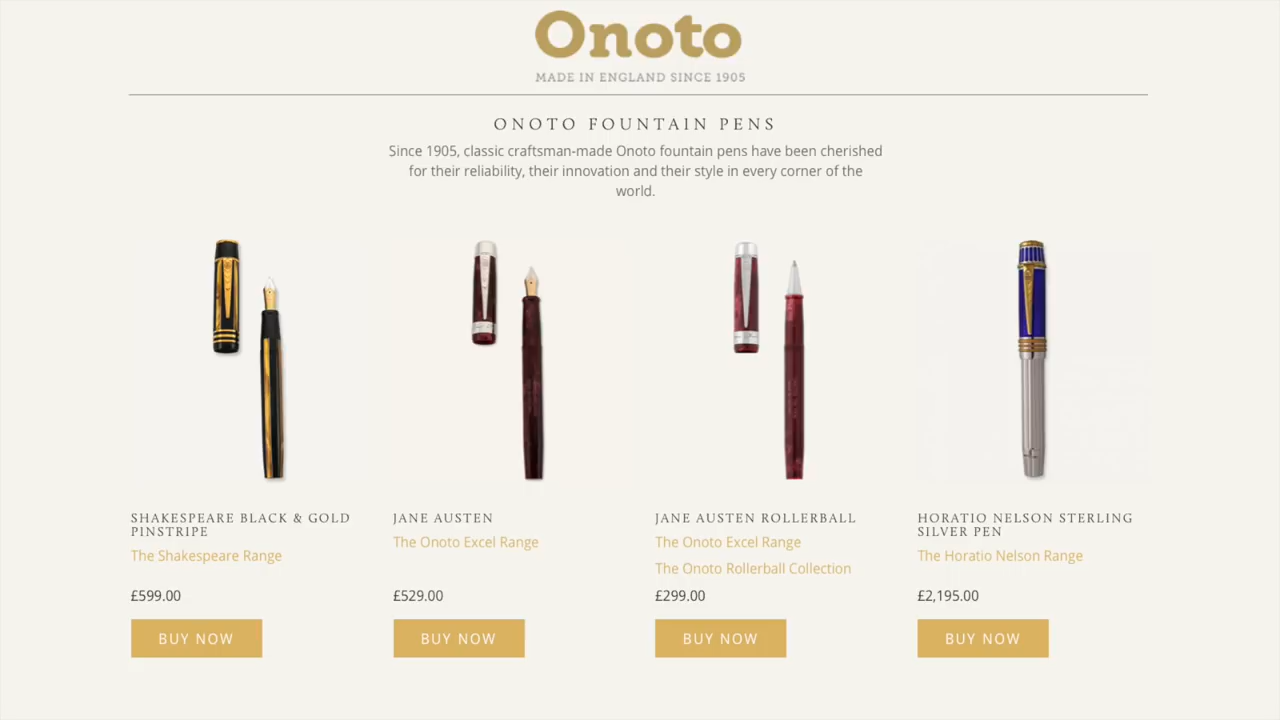 Onoto
MADE IN ENGLAND SINCE 1905
ONOTO FOUNTAIN PENS
Since 1905, classic craftsman-made Onoto fountain pens have been cherished
for their reliability, their innovation and their style in every corner of the
world.
SHAKESPEARE BLACK & GOLD
PINSTRIPE
The Shakespeare Range
£599.00
BUY NOW
JANE AUSTEN
The Onoto Excel Range
£529.00
BUY NOW
JANE AUSTEN ROLLERBALL
The Onoto Excel Range
The Onoto Rollerball Collection
£299.00
BUY NOW
HORATIO NELSON STERLING
SILVER PEN
The Horatio Nelson Range
£2,195.00
BUY NOW